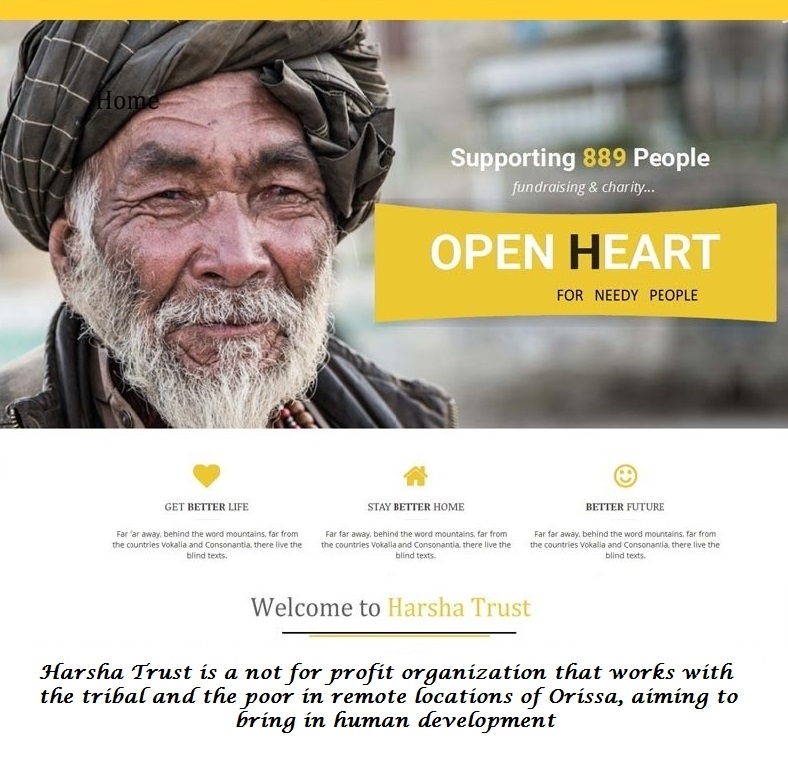 Home
Supporting 889 People
fundraising & charity...
OPEN HEART
FOR NEEDY PEOPLE
GET BETTER LIFE
Far far away, behind the word mountains, far from
the countries Vokalia and Consonantia, there live the
blind texts.
STAY BETTER HOME
Far far away, behind the word mountains, far from
the countries Vokalia and Consonantia, there live the
blind texts.
BETTER FUTURE
Far far away, behind the word mountains, far from
the countries Vokalia and Consonantia, there live the
blind texts.
Welcome to Harsha Trust
Harsha Trust is a not for profit organization that works with
the tribal and the poor in remote locations of Orissa, aiming to
bring in human development